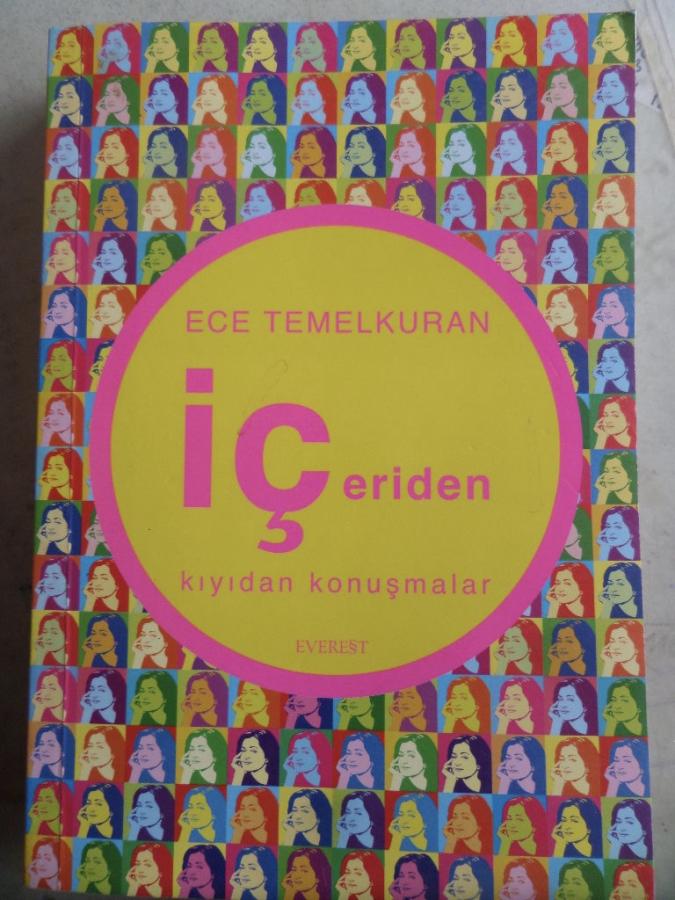 ECE TEMELKURAN
içeriden
kıyıdan konuşmalar
EVEREST